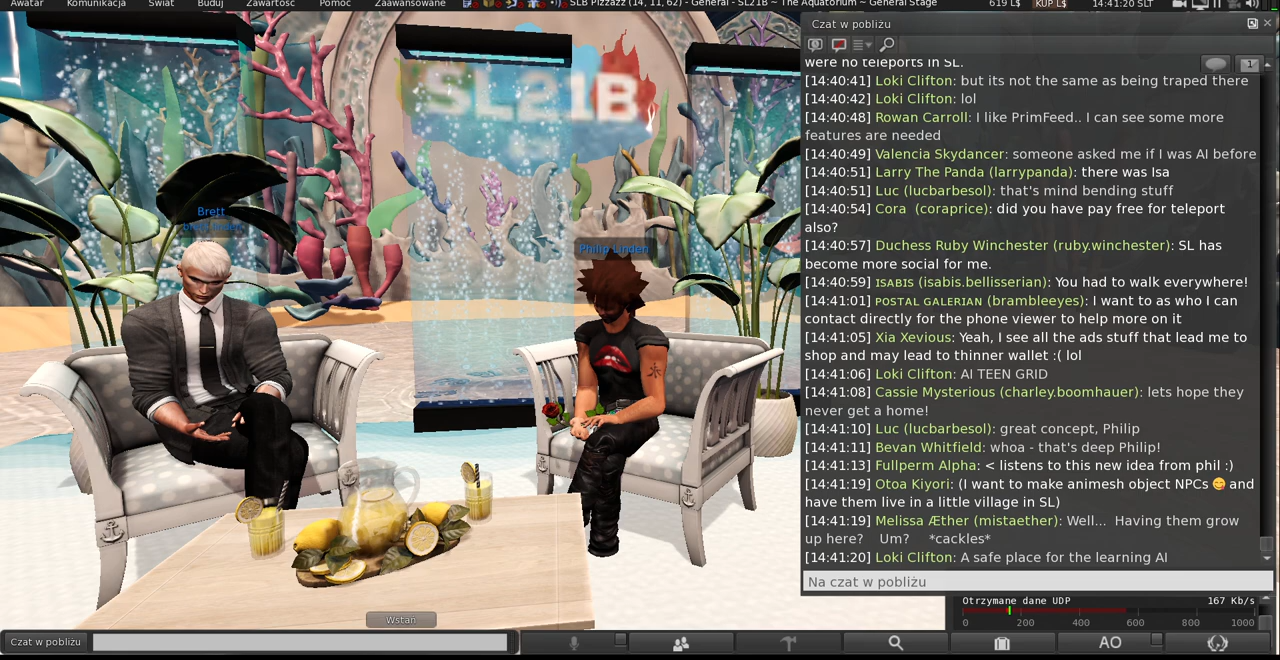 Awatar Komunikacja Świat Buduj Zawartość Pomoc Zaawansowane SLB Pizzazz (14, 11, 62) - General - SL21B ~ The Aquatorium ~ General Stage 619 L$ KUP L$ 14:41:20 SLT
Czat w pobliżu
were no teleports in SL.
1
[14:40:41] Loki Clifton: but its not the same as being traped there
[14:40:42] Loki Clifton: lol
[14:40:48] Rowan Carroll: I like PrimFeed.. I can see some more
features are needed
[14:40:49] Valencia Skydancer: someone asked me if I was AI before
[14:40:51] Larry The Panda (larrypanda): there was Isa
[14:40:51] Luc (lucbarbesol): that's mind bending stuff
[14:40:54] Cora (coraprice): did you have pay free for teleport
also?
[14:40:57] Duchess Ruby Winchester (ruby.winchester): SL has
become more social for me.
[14:40:59] ɪsᴀʙɪs (isabis.bellisserian): You had to walk everywhere!
[14:41:01] ᴘᴏsᴛᴀʟ ɢᴀʟᴇʀɪᴀɴ (brambleeyes): I want to as who I can
contact directly for the phone viewer to help more on it
[14:41:05] Xia Xevious: Yeah, I see all the ads stuff that lead me to
shop and may lead to thinner wallet :( lol
[14:41:06] Loki Clifton: AI TEEN GRID
[14:41:08] Cassie Mysterious (charley.boomhauer): lets hope they
never get a home!
[14:41:10] Luc (lucbarbesol): great concept, Philip
[14:41:11] Bevan Whitfield: whoa - that's deep Philip!
[14:41:13] Fullperm Alpha: < listens to this new idea from phil :)
[14:41:19] Otoa Kiyori: (I want to make animesh object NPCs 😋 and
have them live in a little village in SL)
[14:41:19] Melissa Æther (mistaether): Well... Having them grow
up here? Um? *cackles*
[14:41:20] Loki Clifton: A safe place for the learning AI
Na czat w pobliżu
SL21B
Brett
brett.linden
Philip Linden
Wstań
Otrzymane dane UDP 167 Kb/s
0 200 400 600 800 1000
Czat w pobliżu
AO